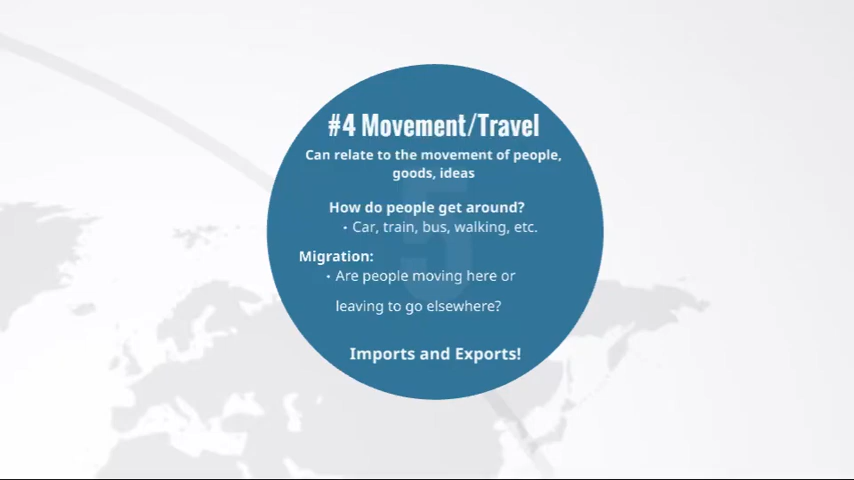 #4 Movement/Travel
Can relate to the movement of people,
goods, ideas
How do people get around?
• Car, train, bus, walking, etc.
Migration:
• Are people moving here or
leaving to go elsewhere?
Imports and Exports!
5